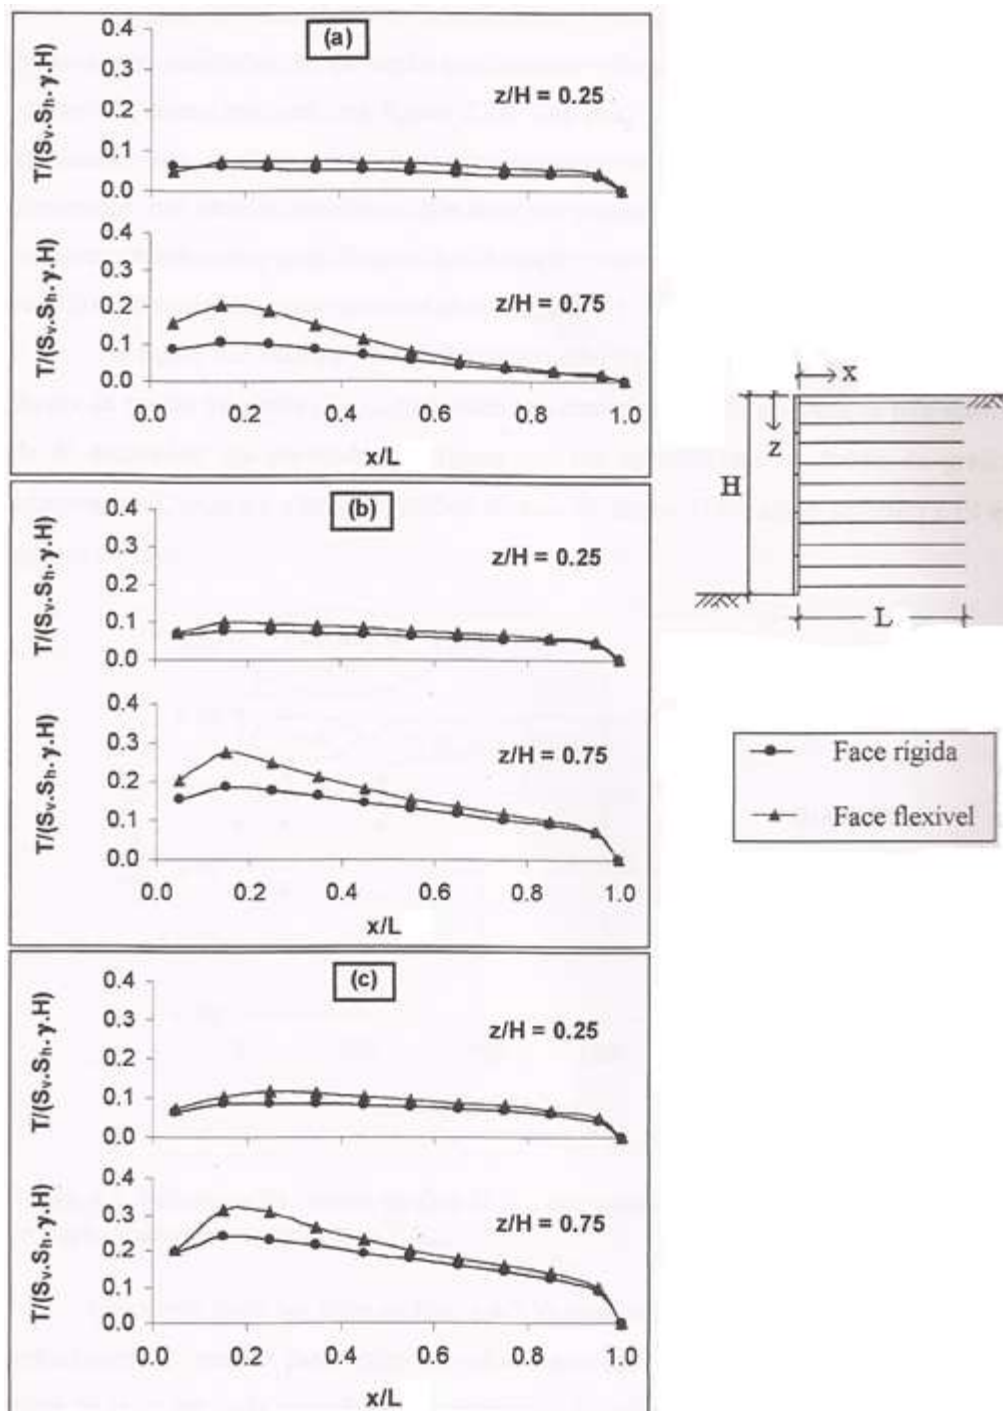 (a)
0.4
0.3
0.2
0.1
0.0
T/(Sv.Sh.γ.H)
z/H = 0.25
0.4
0.3
0.2
0.1
0.0
T/(Sv.Sh.γ.H)
z/H = 0.75
0.0 0.2 0.4 0.6 0.8 1.0
x/L
(b)
0.4
0.3
0.2
0.1
0.0
T/(Sv.Sh.γ.H)
z/H = 0.25
0.4
0.3
0.2
0.1
0.0
T/(Sv.Sh.γ.H)
z/H = 0.75
0.0 0.2 0.4 0.6 0.8 1.0
x/L
(c)
0.4
0.3
0.2
0.1
0.0
T/(Sv.Sh.γ.H)
z/H = 0.25
0.4
0.3
0.2
0.1
0.0
T/(Sv.Sh.γ.H)
z/H = 0.75
0.0 0.2 0.4 0.6 0.8 1.0
x/L
x
z
H
L
Face rígida
Face flexível